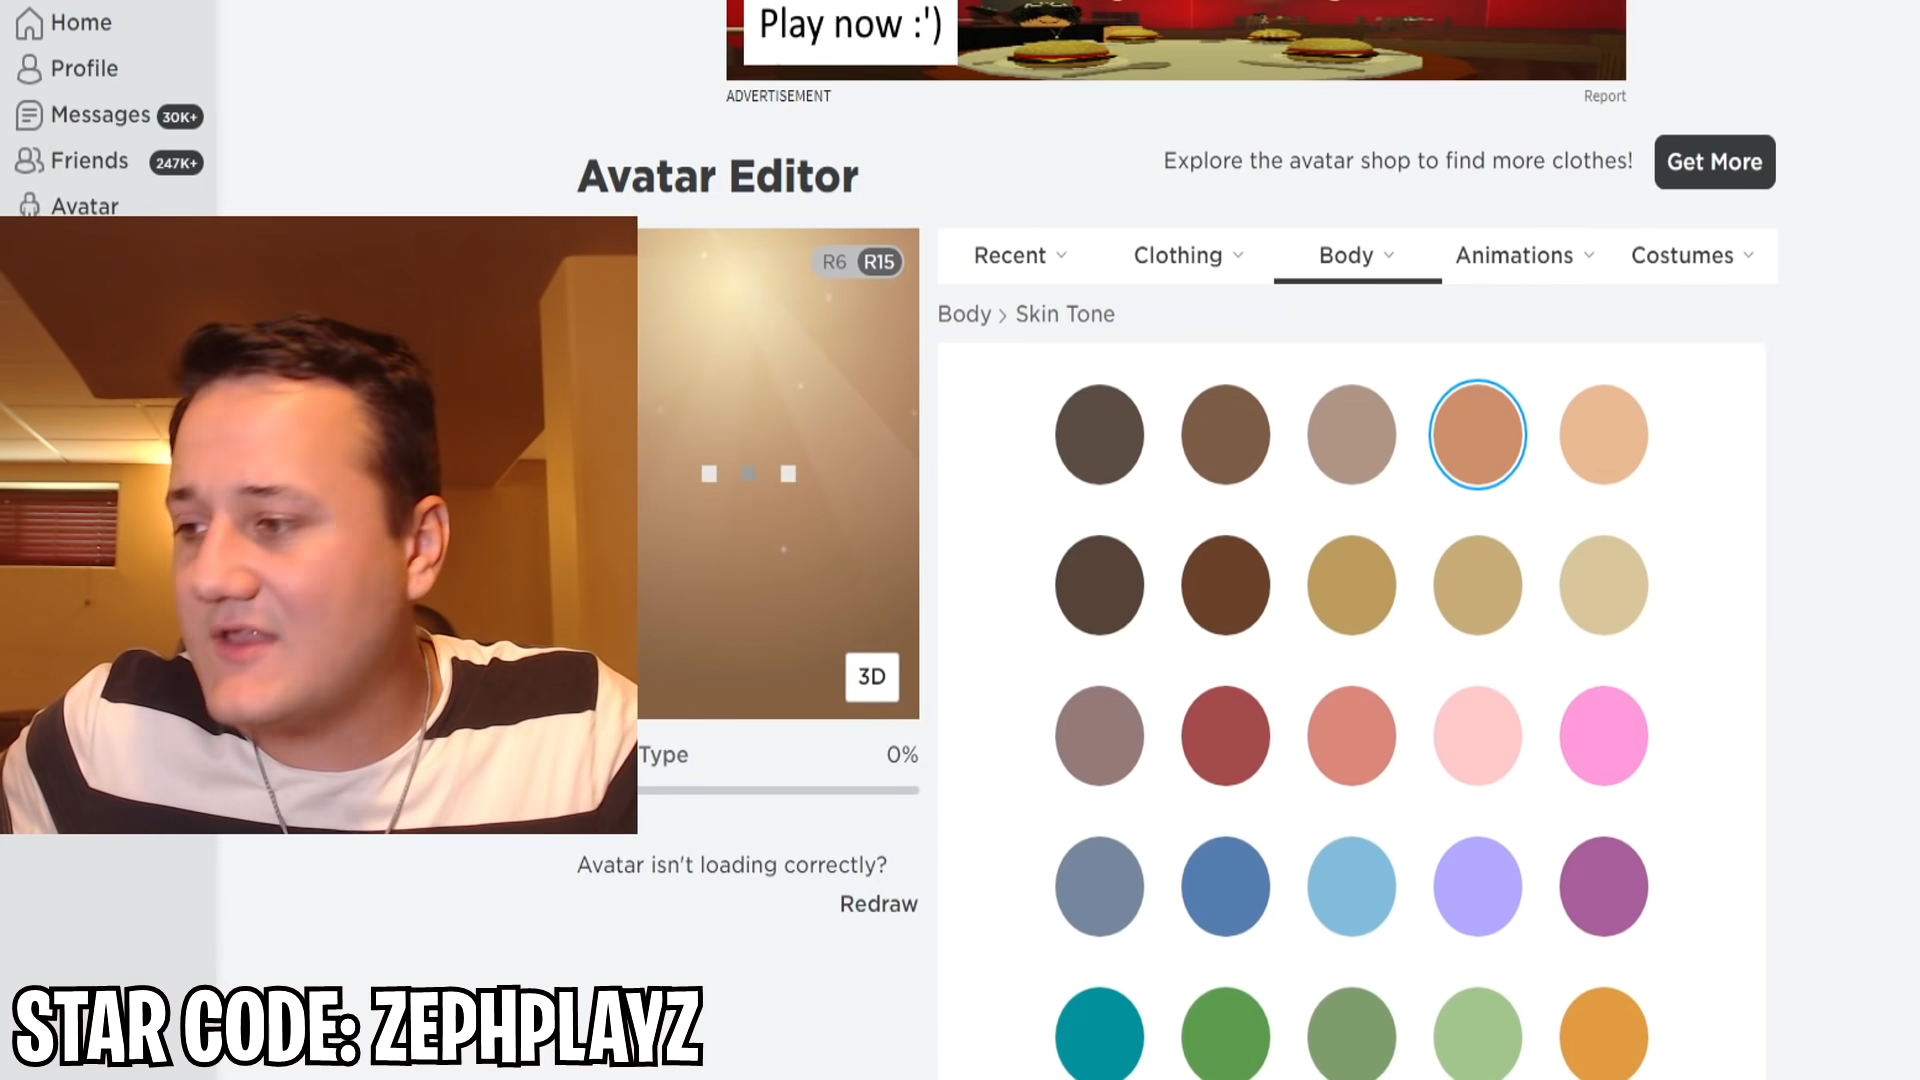 Home
Profile
Messages 30K+
Friends 247K+
Avatar
Play now :')
ADVERTISEMENT
Report
Avatar Editor
Explore the avatar shop to find more clothes!
Get More
R6 R15
3D
Type 0%
Avatar isn't loading correctly?
Redraw
Recent
Clothing
Body
Animations
Costumes
Body > Skin Tone
STAR CODE: ZEPHPLAYZ